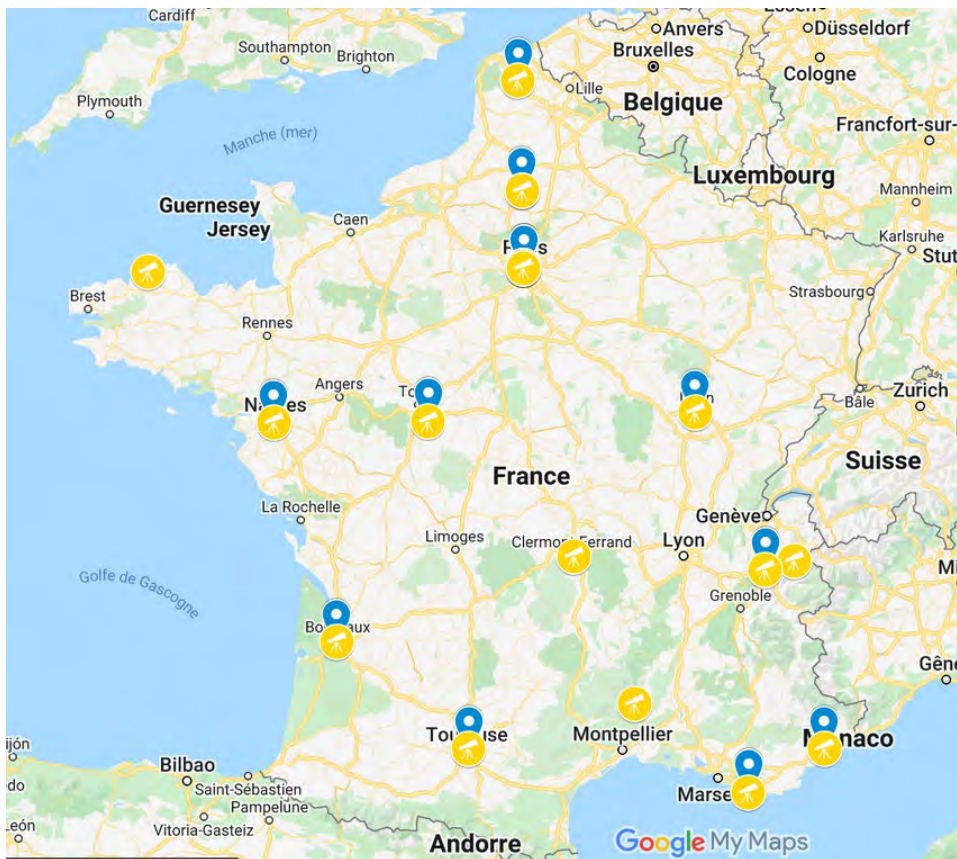 Cardiff
Southampton
Brighton
Plymouth
Manche (mer)
Anvers
Düsseldorf
Bruxelles
Cologne
Lille
Belgique
Francfort-sur-
Luxembourg
Mannheim
Guernesey
Jersey
Caen
Karlsruhe
Strasbourg
Brest
Rennes
Angers
Zurich
Bâle
France
Suisse
La Rochelle
Genève
Limoges
Clermont-Ferrand
Lyon
Golfe de Gascogne
Grenoble
Montpellier
Bilbao
Saint-Sébastien
Pampelune
Vitoria-Gasteiz
León
Andorre
Google My Maps